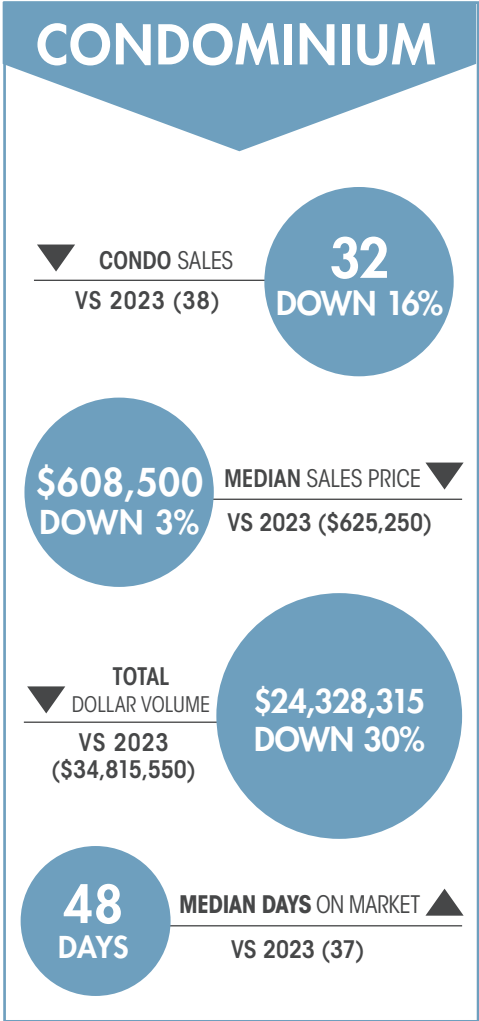 CONDOMINIUM
CONDO SALES
VS 2023 (38)
32
DOWN 16%
$608,500
DOWN 3%
MEDIAN SALES PRICE
VS 2023 ($625,250)
TOTAL
DOLLAR VOLUME
VS 2023
($34,815,550)
$24,328,315
DOWN 30%
48
DAYS
MEDIAN DAYS ON MARKET
VS 2023 (37)